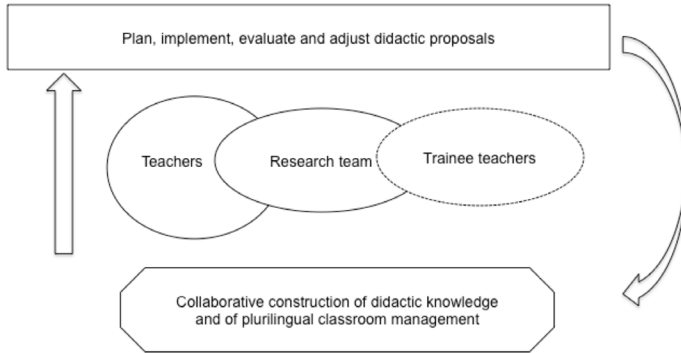 Plan, implement, evaluate and adjust didactic proposals
Teachers
Research team
Trainee teachers
Collaborative construction of didactic knowledge
and of plurilingual classroom management